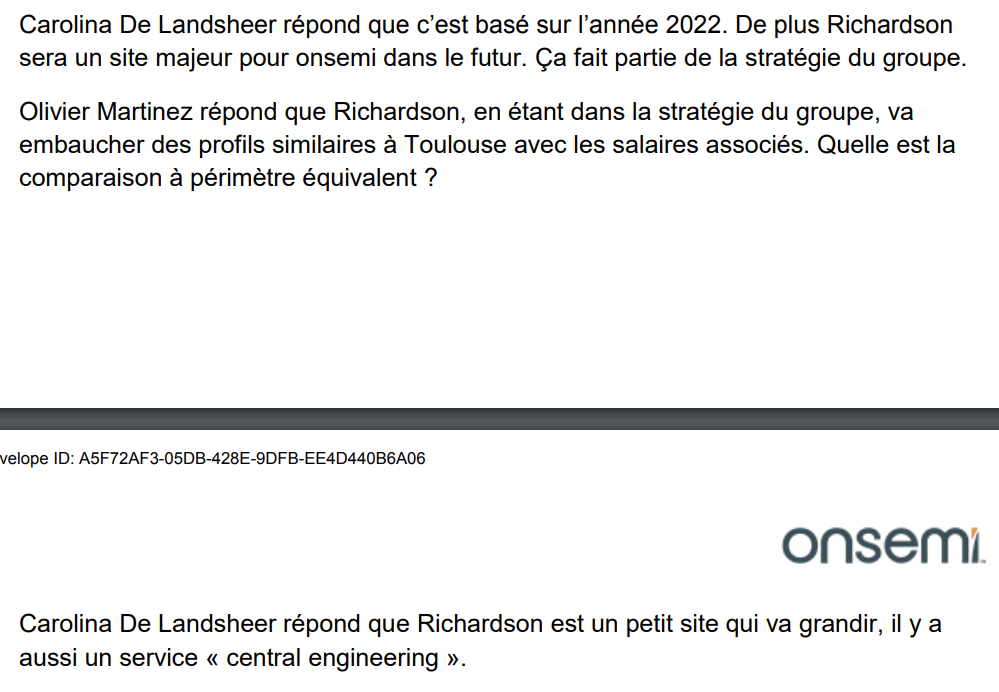 Carolina De Landsheer répond que c’est basé sur l’année 2022. De plus Richardson
sera un site majeur pour onsemi dans le futur. Ça fait partie de la stratégie du groupe.
Olivier Martinez répond que Richardson, en étant dans la stratégie du groupe, va
embaucher des profils similaires à Toulouse avec les salaires associés. Quelle est la
comparaison à périmètre équivalent ?
velope ID: A5F72AF3-05DB-428E-9DFB-EE4D440B6A06
onsemi
Carolina De Landsheer répond que Richardson est un petit site qui va grandir, il y a
aussi un service « central engineering ».